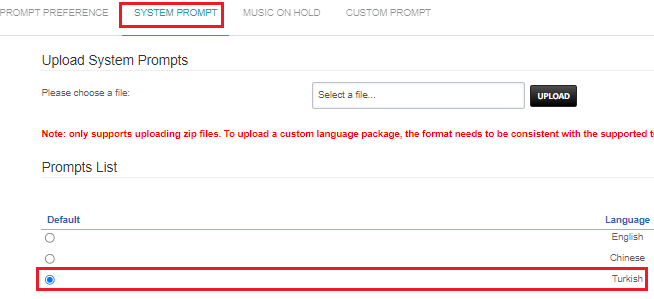 PROMPT PREFERENCE SYSTEM PROMPT MUSIC ON HOLD CUSTOM PROMPT
Upload System Prompts
Please choose a file: Select a file... UPLOAD
Note: only supports uploading zip files. To upload a custom language package, the format needs to be consistent with the supported
Prompts List
Default Language
English
Chinese
Turkish